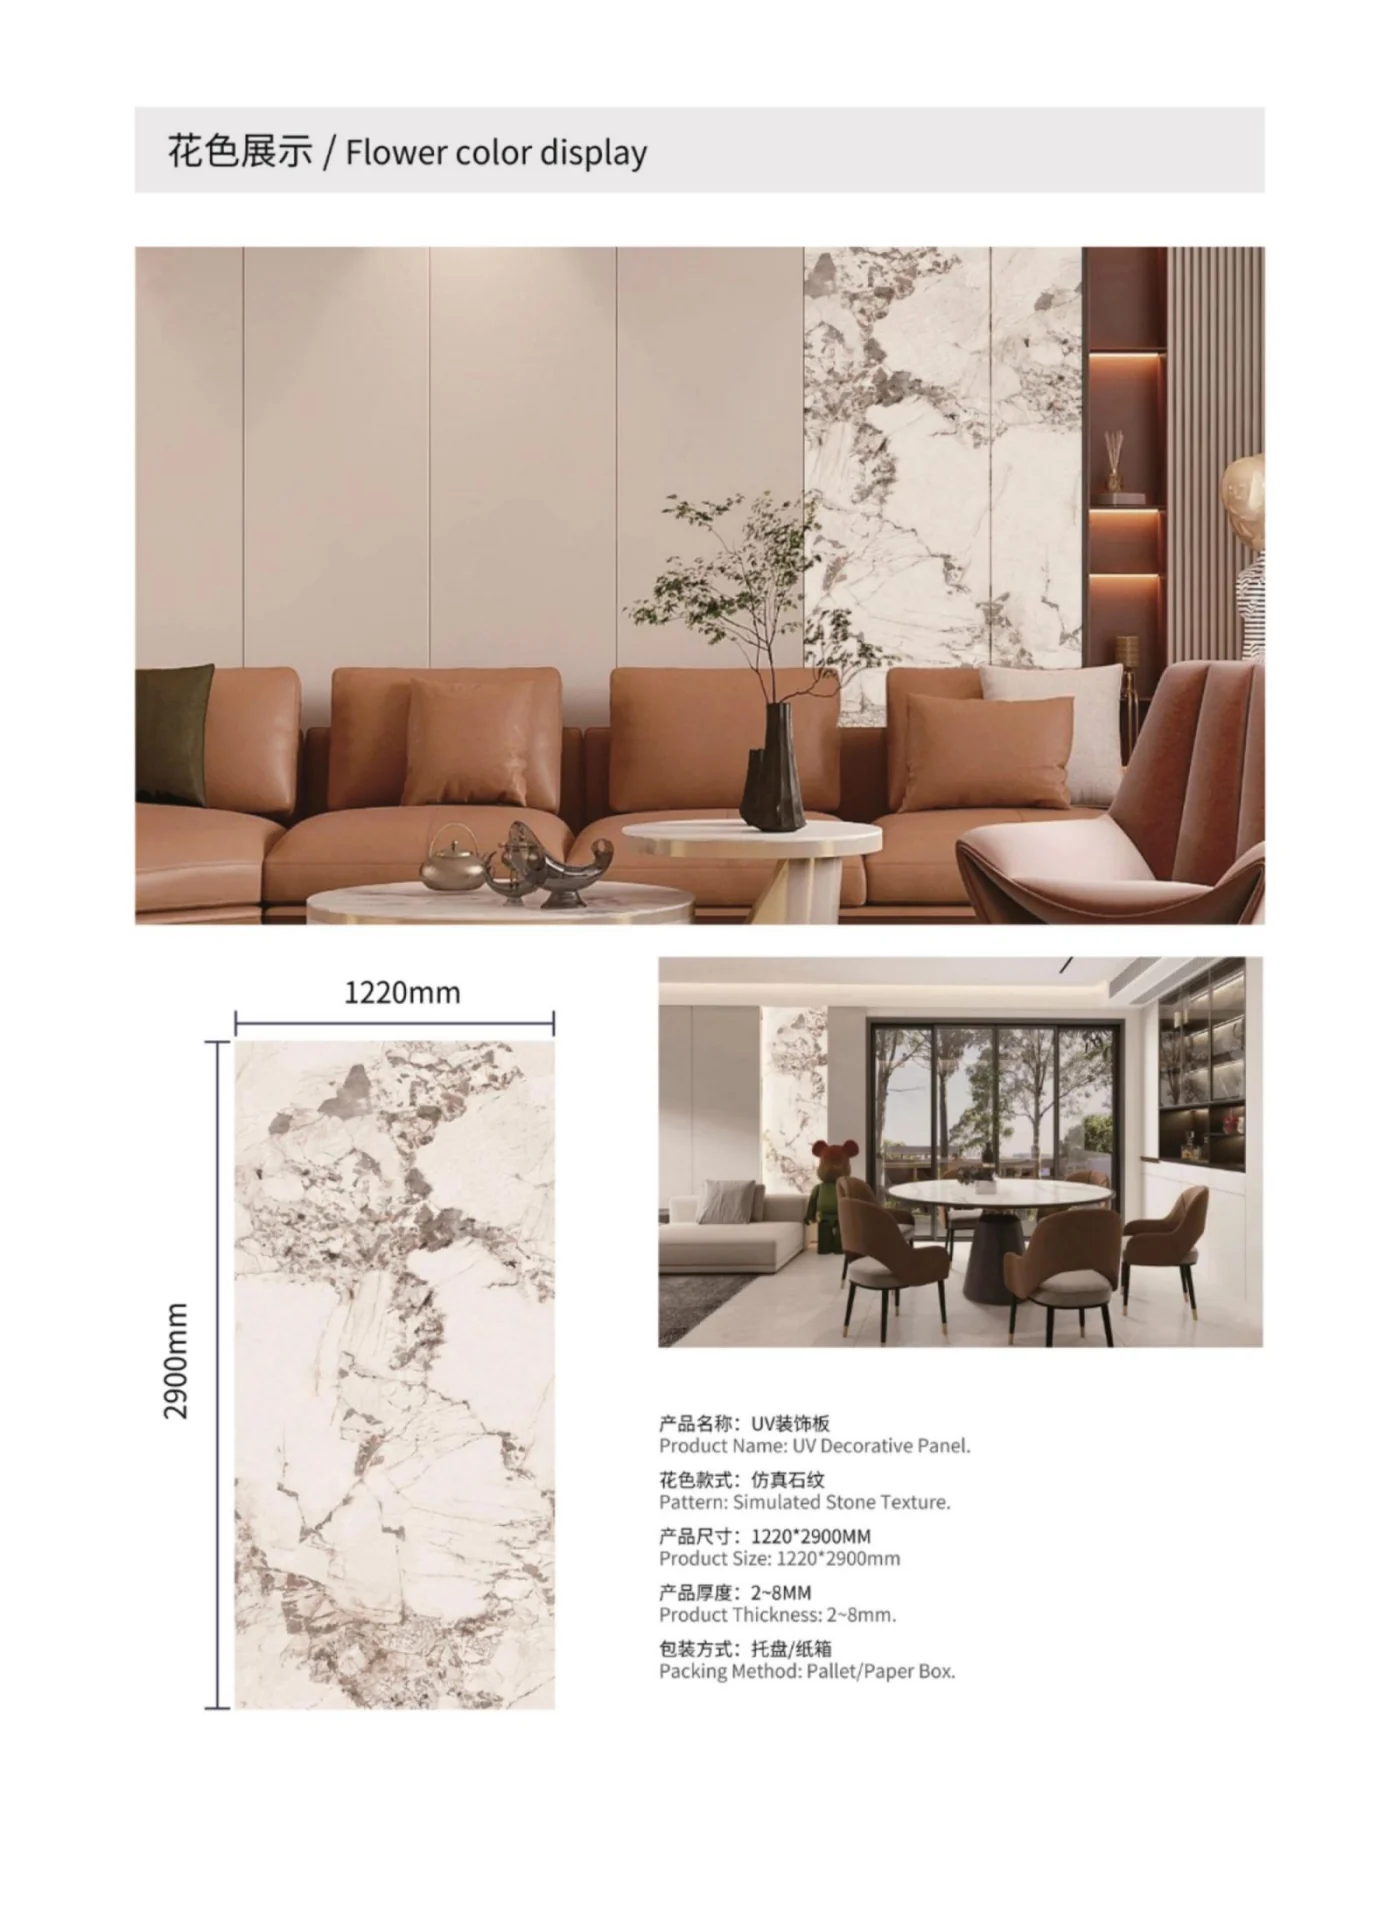 花色展示 / Flower color display
1220mm
2900mm
产品名称：UV装饰板
Product Name: UV Decorative Panel.
花色款式：仿真石纹
Pattern: Simulated Stone Texture.
产品尺寸：1220*2900MM
Product Size: 1220*2900mm
产品厚度：2~8MM
Product Thickness: 2~8mm.
包装方式：托盘/纸箱
Packing Method: Pallet/Paper Box.